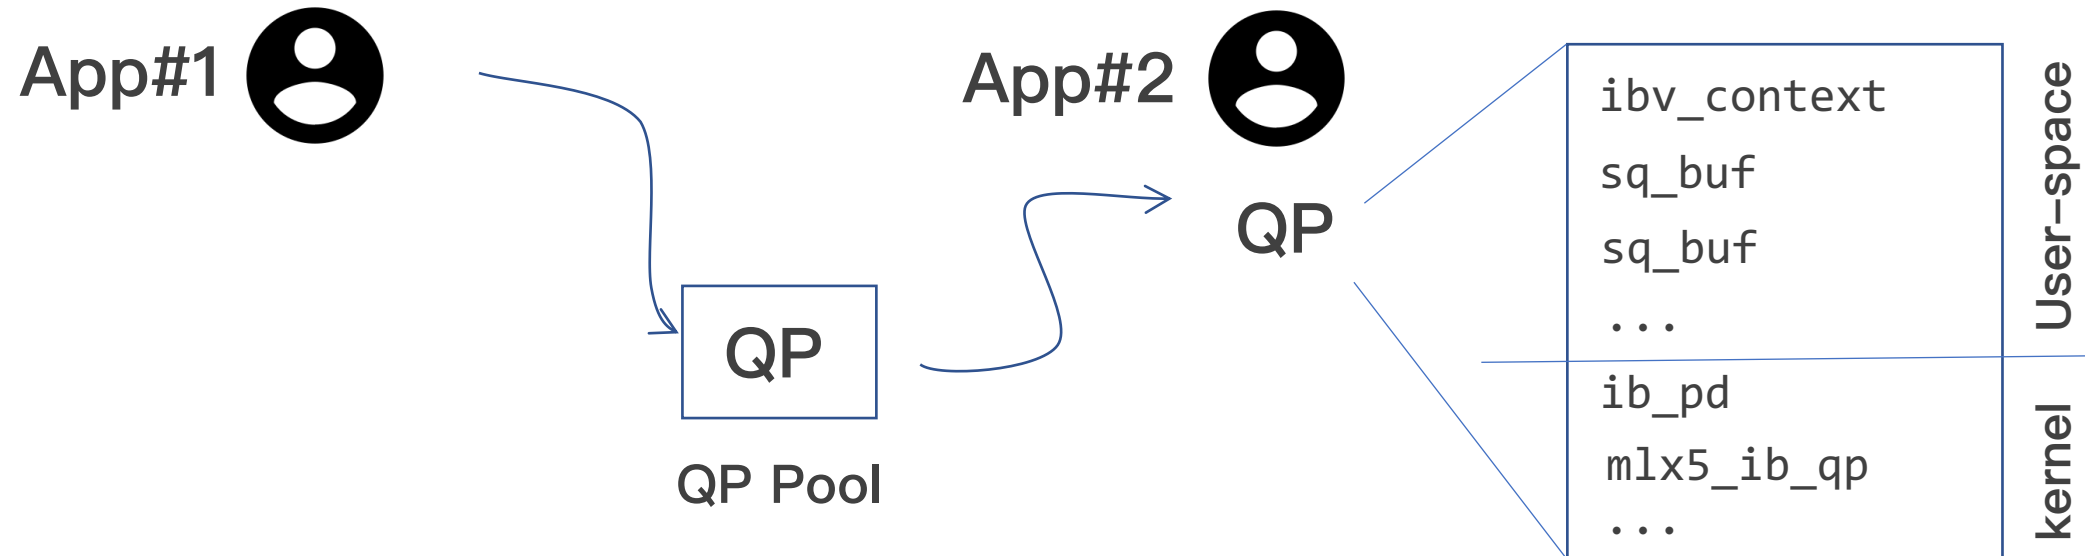 App#1
App#2
QP
QP
QP Pool
ibv_context
sq_buf
sq_buf
...
ib_pd
mlx5_ib_qp
...
User-space
kernel